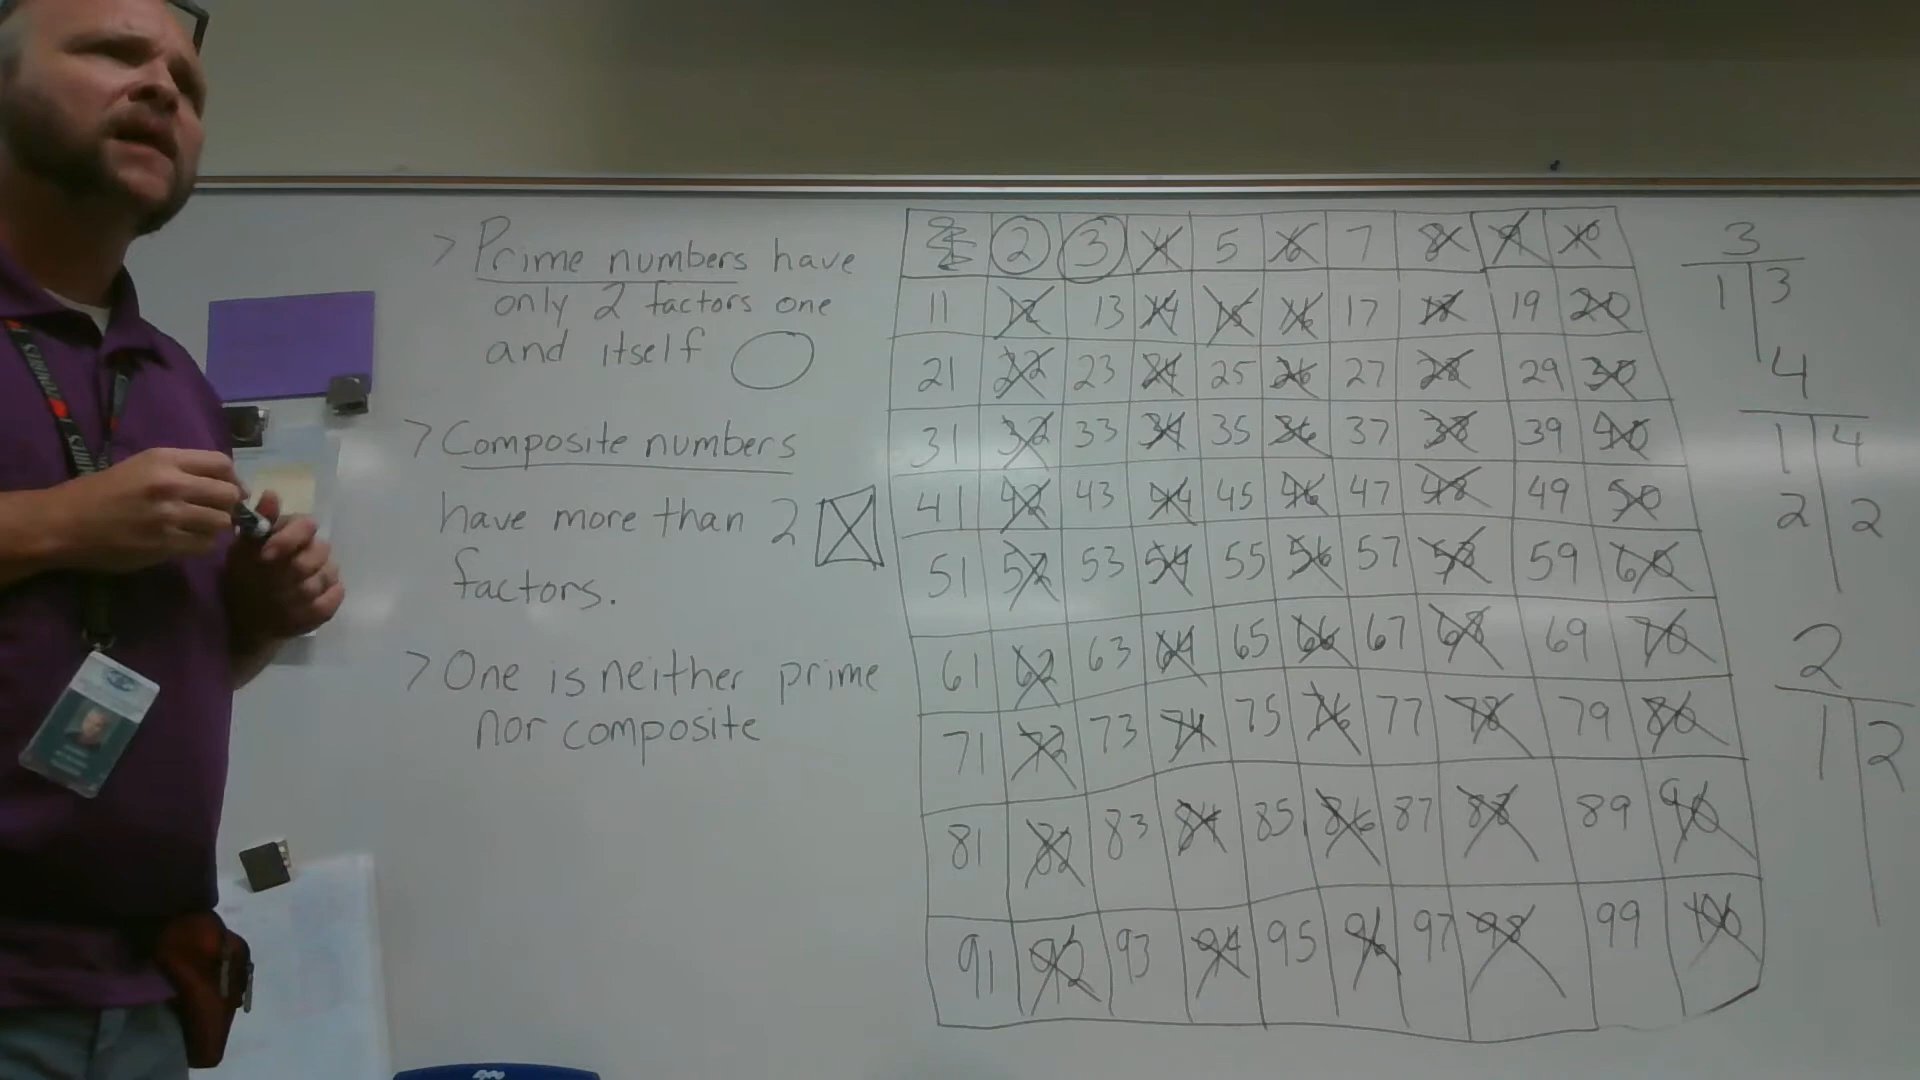 > Prime numbers have
only 2 factors one
and itself
> Composite numbers
have more than 2
factors.
> One is neither prime
nor composite
2 3 4 5 6 7 8 9 10
11 12 13 14 15 16 17 18 19 20
21 22 23 24 25 26 27 28 29 30
31 32 33 34 35 36 37 38 39 40
41 42 43 44 45 46 47 48 49 50
51 52 53 54 55 56 57 58 59 60
61 62 63 64 65 66 67 68 69 70
71 72 73 74 75 76 77 78 79 80
81 82 83 84 85 86 87 88 89 90
91 92 93 94 95 96 97 98 99 100
3
1 3
4
1 4
2 2
2
1 2